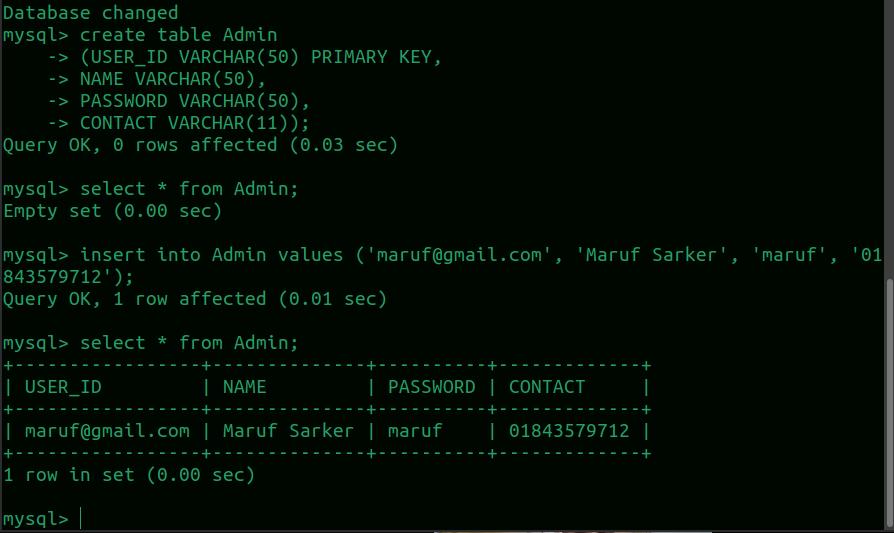 Database changed
mysql> create table Admin
    -> (USER_ID VARCHAR(50) PRIMARY KEY,
    -> NAME VARCHAR(50),
    -> PASSWORD VARCHAR(50),
    -> CONTACT VARCHAR(11));
Query OK, 0 rows affected (0.03 sec)

mysql> select * from Admin;
Empty set (0.00 sec)

mysql> insert into Admin values ('maruf@gmail.com', 'Maruf Sarker', 'maruf', '01
843579712');
Query OK, 1 row affected (0.01 sec)

mysql> select * from Admin;
+-----------------+--------------+----------+-------------+
| USER_ID         | NAME         | PASSWORD | CONTACT     |
+-----------------+--------------+----------+-------------+
| maruf@gmail.com | Maruf Sarker | maruf    | 01843579712 |
+-----------------+--------------+----------+-------------+
1 row in set (0.00 sec)

mysql>